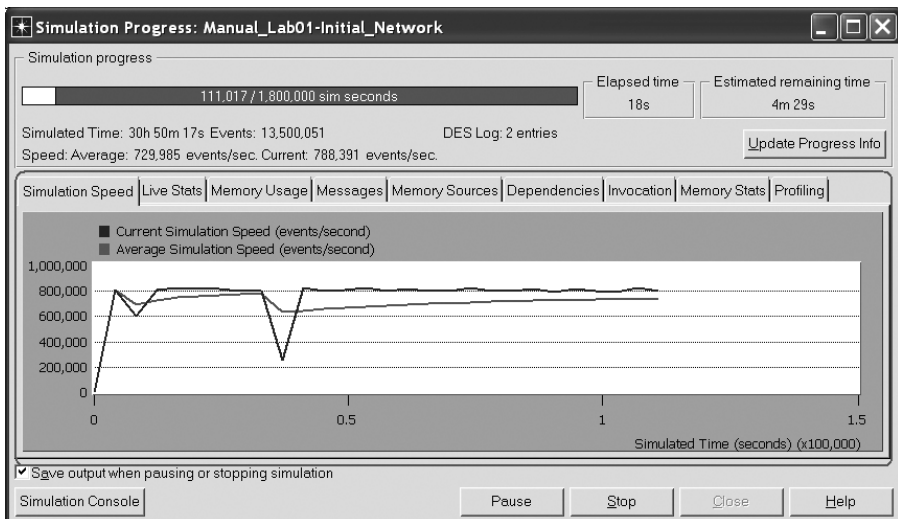 Simulation Progress: Manual_Lab01-Initial_Network
Simulation progress
111,017 / 1,800,000 sim seconds
Elapsed time
18s
Estimated remaining time
4m 29s
Simulated Time: 30h 50m 17s Events: 13,500,051 DES Log: 2 entries
Speed: Average: 729,985 events/sec. Current: 788,391 events/sec.
Update Progress Info
Simulation Speed Live Stats Memory Usage Messages Memory Sources Dependencies Invocation Memory Stats Profiling
Current Simulation Speed (events/second)
Average Simulation Speed (events/second)
1,000,000
800,000
600,000
400,000
200,000
0
0 0.5 1 1.5
Simulated Time (seconds) (x100,000)
Save output when pausing or stopping simulation
Simulation Console Pause Stop Close Help